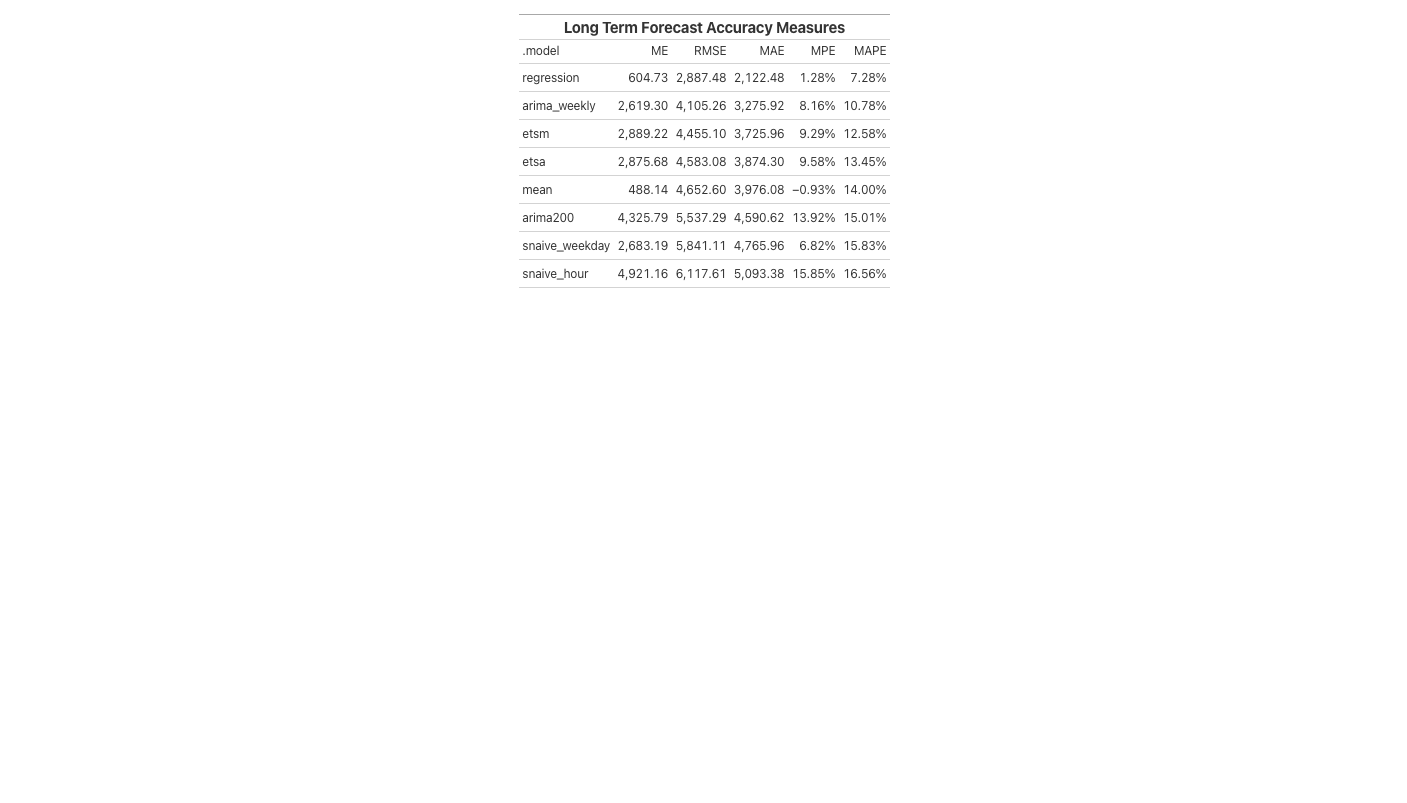 Long Term Forecast Accuracy Measures
.model ME RMSE MAE MPE MAPE
regression 604.73 2,887.48 2,122.48 1.28% 7.28%
arima_weekly 2,619.30 4,105.26 3,275.92 8.16% 10.78%
etsm 2,889.22 4,455.10 3,725.96 9.29% 12.58%
etsa 2,875.68 4,583.08 3,874.30 9.58% 13.45%
mean 488.14 4,652.60 3,976.08 −0.93% 14.00%
arima200 4,325.79 5,537.29 4,590.62 13.92% 15.01%
snaive_weekday 2,683.19 5,841.11 4,765.96 6.82% 15.83%
snaive_hour 4,921.16 6,117.61 5,093.38 15.85% 16.56%